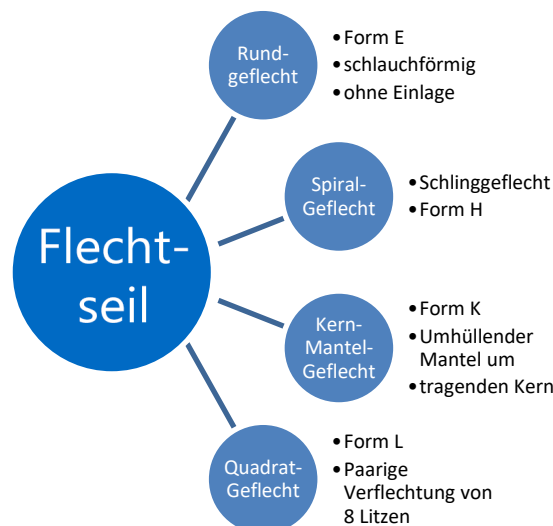 Flecht-
seil
Rund-
geflecht
•Form E
•schlauchförmig
•ohne Einlage
Spiral-
Geflecht
•Schlinggeflecht
•Form H
Kern-
Mantel-
Geflecht
•Form K
•Umhüllender
Mantel um
•tragenden Kern
Quadrat-
Geflecht
•Form L
•Paarige
Verflechtung von
8 Litzen